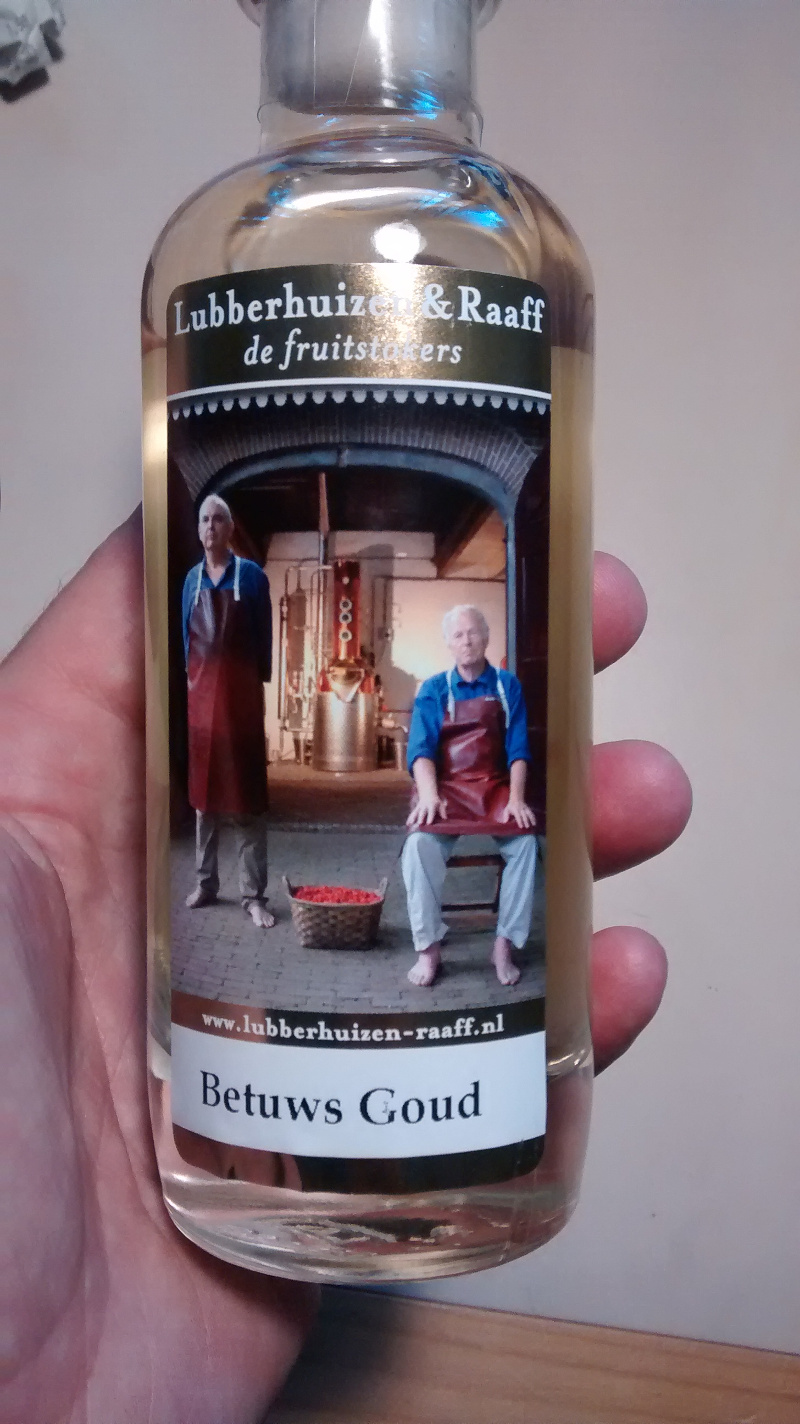 Lubberhuizen & Raaff
de fruitstokers
www.lubberhuizen-raaff.nl
Betuws Goud